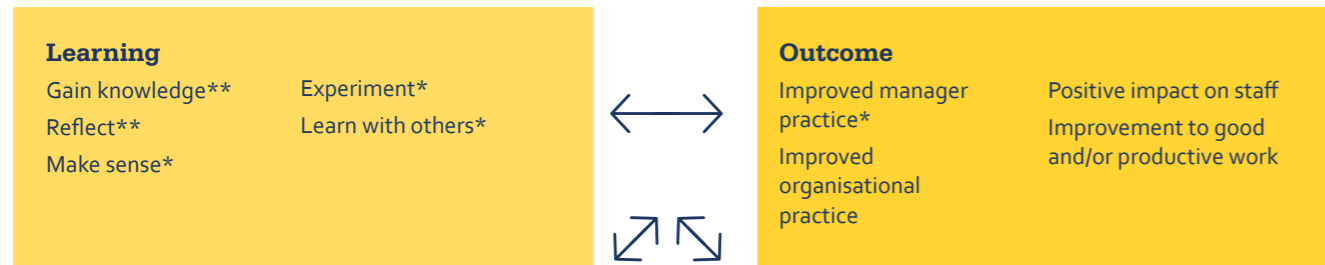 Learning
Gain knowledge**
Reflect**
Make sense*
Experiment*
Learn with others*
Outcome
Improved manager
practice*
Improved
organisational
practice
Positive impact on staff
Improvement to good
and/or productive work